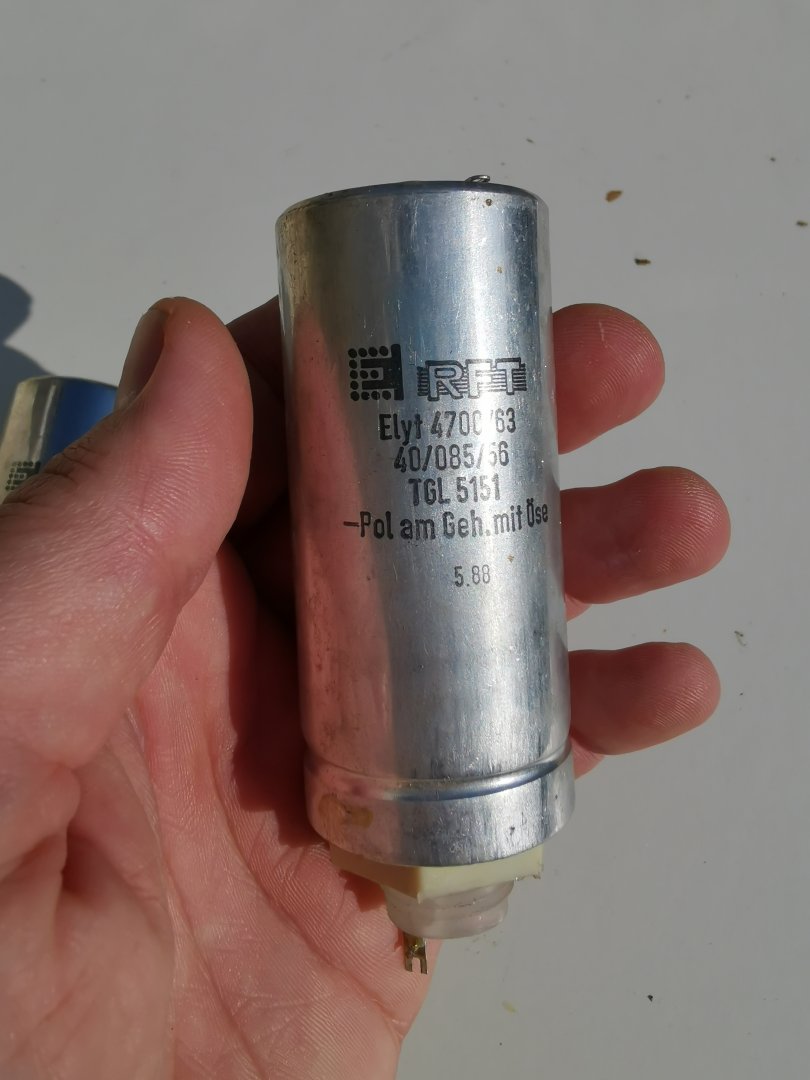 E RFT
Elyt 4700/63
40/085/56
TGL 5151
-Pol am Geh. mit Öse
5.88